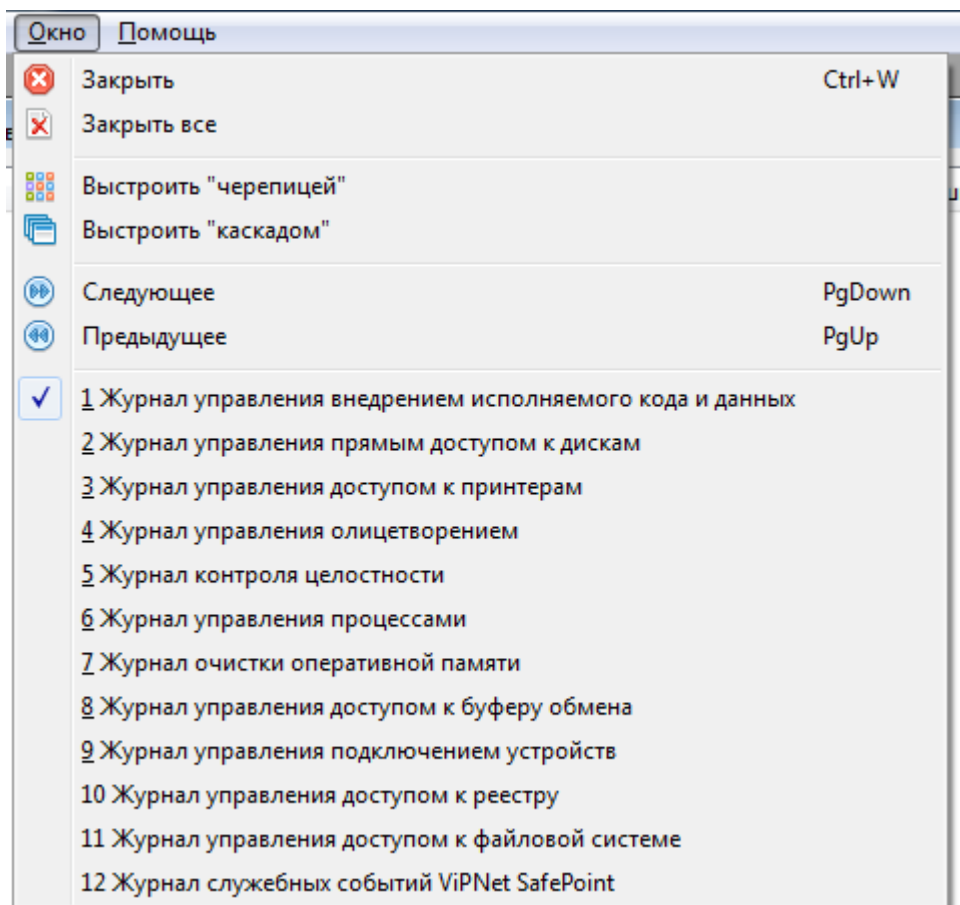 Окно Помощь
Закрыть Ctrl+W
Закрыть все
Выстроить "черепицей"
Выстроить "каскадом"
Следующее PgDown
Предыдущее PgUp
1 Журнал управления внедрением исполняемого кода и данных
2 Журнал управления прямым доступом к дискам
3 Журнал управления доступом к принтерам
4 Журнал управления олицетворением
5 Журнал контроля целостности
6 Журнал управления процессами
7 Журнал очистки оперативной памяти
8 Журнал управления доступом к буферу обмена
9 Журнал управления подключением устройств
10 Журнал управления доступом к реестру
11 Журнал управления доступом к файловой системе
12 Журнал служебных событий ViPNet SafePoint